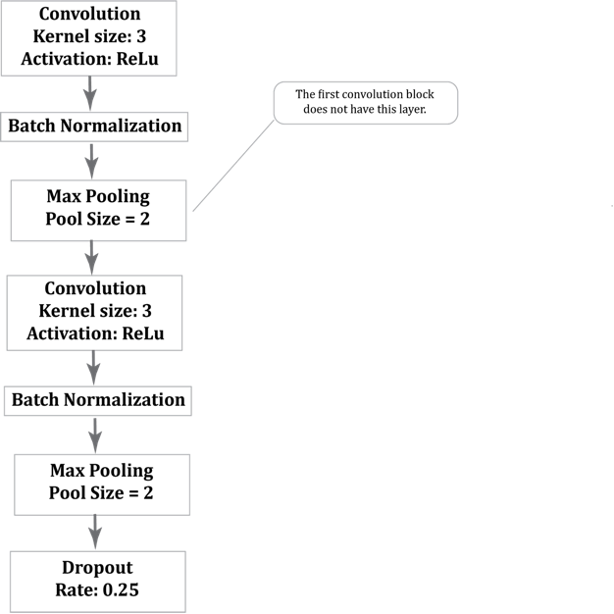 Convolution
Kernel size: 3
Activation: ReLu
The first convolution block
does not have this layer.
Batch Normalization
Max Pooling
Pool Size = 2
Convolution
Kernel size: 3
Activation: ReLu
Batch Normalization
Max Pooling
Pool Size = 2
Dropout
Rate: 0.25